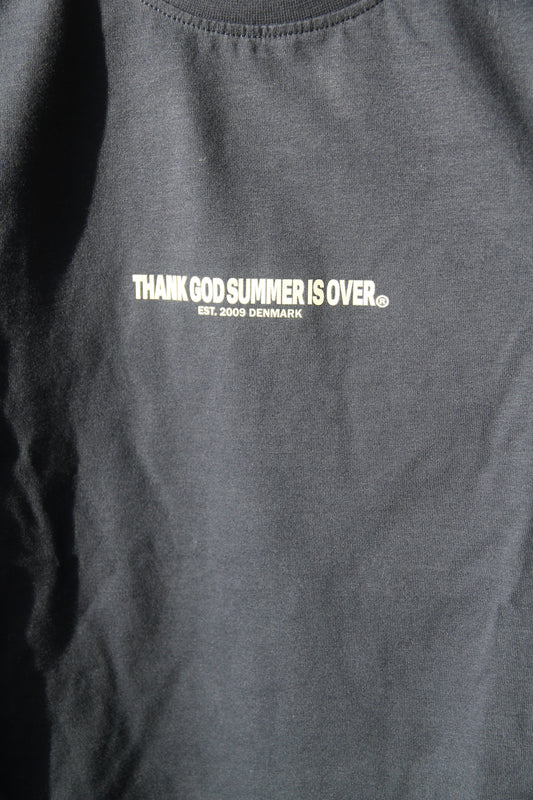 THANK GOD SUMMER IS OVER®
EST. 2009 DENMARK